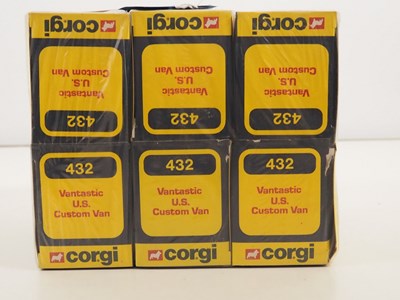 corgi corgi corgi
Vantastic U.S. Custom Van
432
Vantastic U.S. Custom Van
432
Vantastic U.S. Custom Van
432
432
Vantastic
U.S.
Custom Van
corgi
432
Vantastic
U.S.
Custom Van
corgi
432
Vantastic
U.S.
Custom Van
corgi